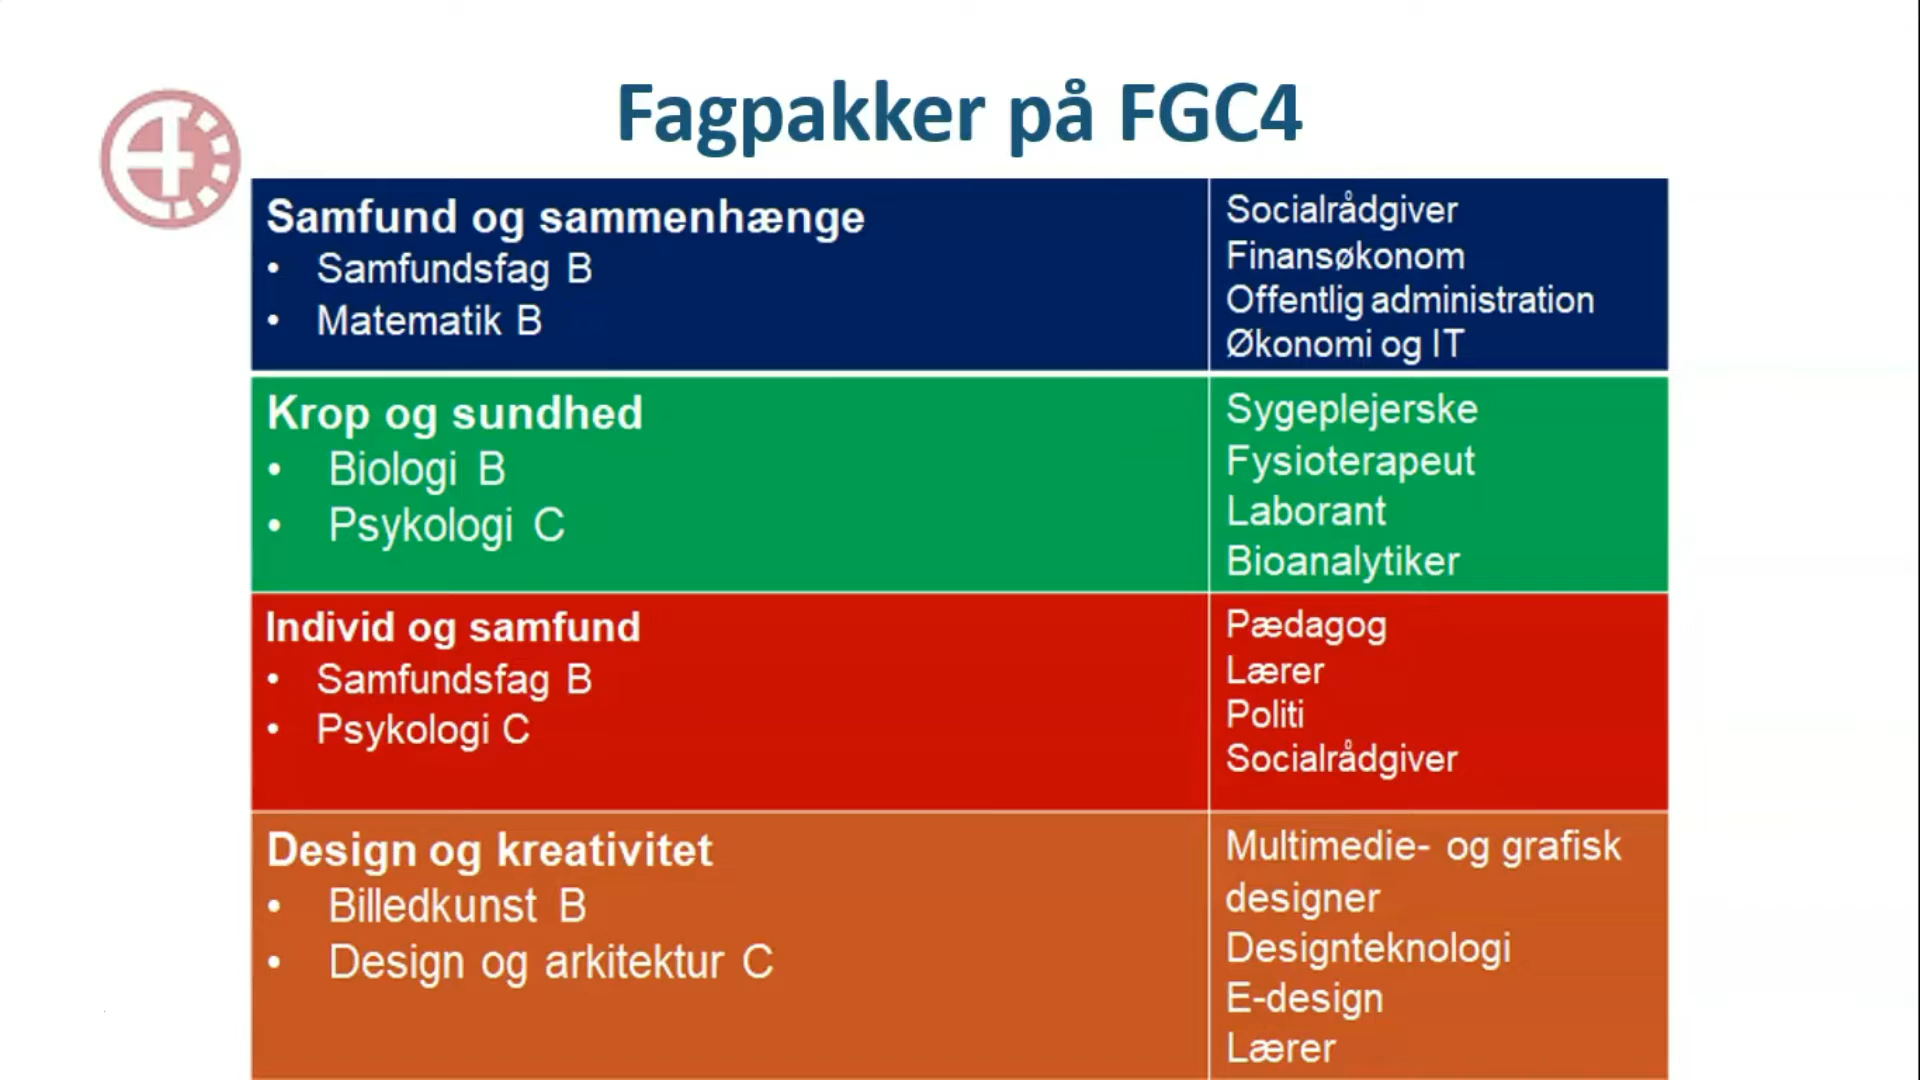 Fagpakker på FGC4
Samfund og sammenhænge
• Samfundsfag B
• Matematik B
Socialrådgiver
Finansøkonom
Offentlig administration
Økonomi og IT
Krop og sundhed
• Biologi B
• Psykologi C
Sygeplejerske
Fysioterapeut
Laborant
Bioanalytiker
Individ og samfund
• Samfundsfag B
• Psykologi C
Pædagog
Lærer
Politi
Socialrådgiver
Design og kreativitet
• Billedkunst B
• Design og arkitektur C
Multimedie- og grafisk
designer
Designteknologi
E-design
Lærer